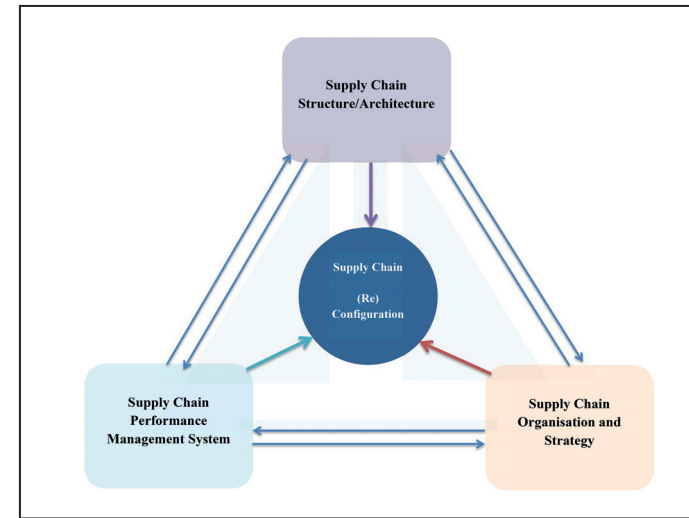 Supply Chain
Structure/Architecture
Supply Chain
(Re)
Configuration
Supply Chain
Performance
Management System
Supply Chain
Organisation and
Strategy